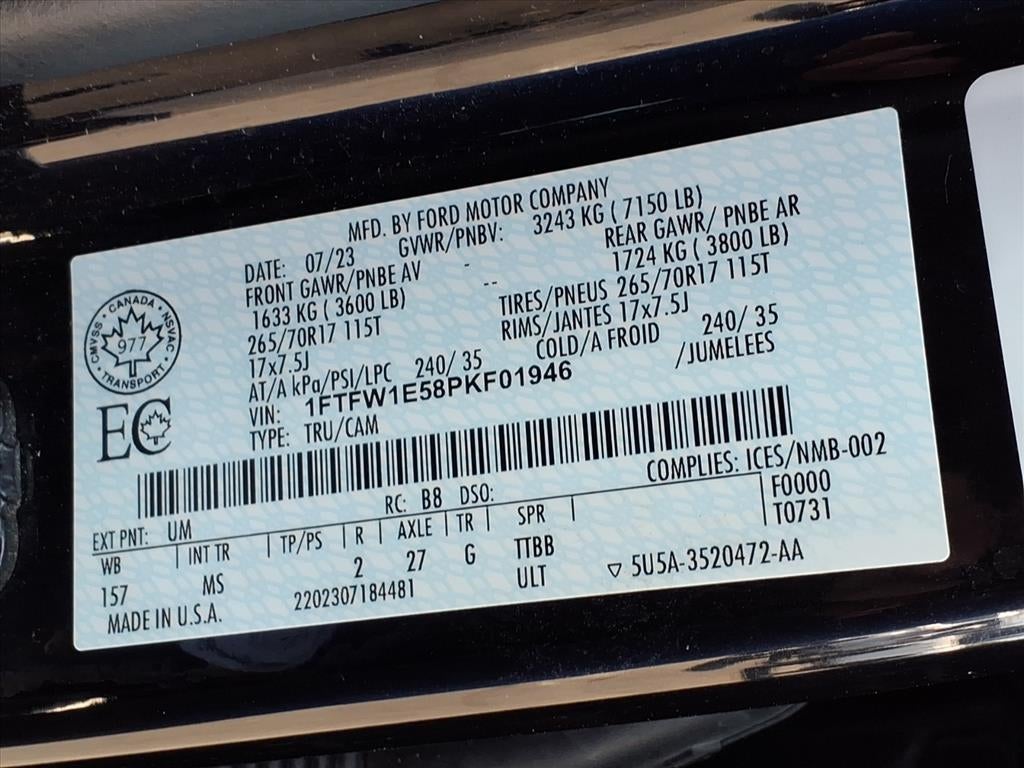 MFD. BY FORD MOTOR COMPANY
DATE: 07/23 GVWR/PNBV: 3243 KG ( 7150 LB)
FRONT GAWR/PNBE AV - REAR GAWR/ PNBE AR
1633 KG ( 3600 LB) -- 1724 KG ( 3800 LB)
265/70R17 115T TIRES/PNEUS 265/70R17 115T
17x7.5J RIMS/JANTES 17x7.5J
AT/A kPa/PSI/LPC 240/ 35 COLD/A FROID 240/ 35
VIN: 1FTFW1E58PKF01946 /JUMELEES
TYPE: TRU/CAM
CANADA • NSVAC • TRANSPORT • CMVSS •
977
EC
COMPLIES: ICES/NMB-002
EXT PNT: UM RC: B8 DSO: F0000
WB | INT TR | TP/PS | R | AXLE | TR | SPR | T0731
157 MS 2 27 G TTBB
MADE IN U.S.A. 2202307184481 ULT ▽ 5U5A-3520472-AA